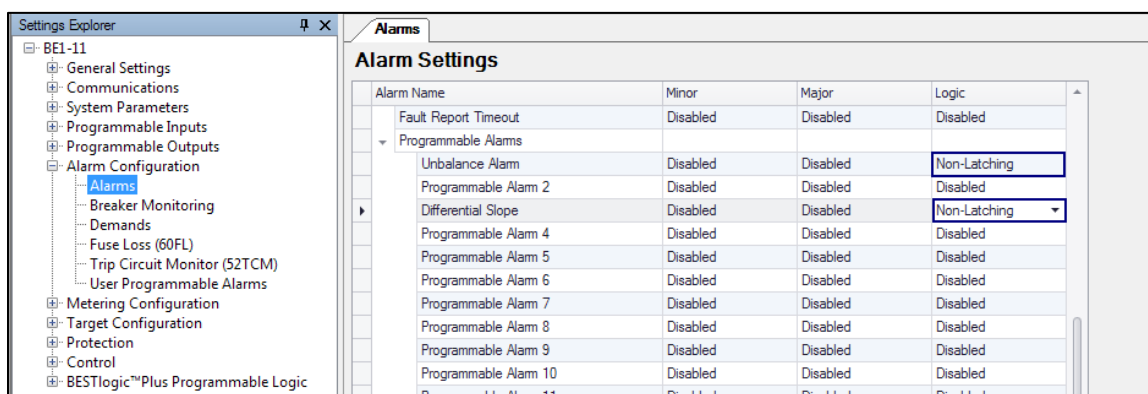 Settings Explorer
BE1-11
General Settings
Communications
System Parameters
Programmable Inputs
Programmable Outputs
Alarm Configuration
Alarms
Breaker Monitoring
Demands
Fuse Loss (60FL)
Trip Circuit Monitor (52TCM)
User Programmable Alarms
Metering Configuration
Target Configuration
Protection
Control
BESTlogic™Plus Programmable Logic
Alarms
Alarm Settings
Alarm Name Minor Major Logic
Fault Report Timeout Disabled Disabled Disabled
Programmable Alarms
Unbalance Alarm Disabled Disabled Non-Latching
Programmable Alarm 2 Disabled Disabled Disabled
Differential Slope Disabled Disabled Non-Latching
Programmable Alarm 4 Disabled Disabled Disabled
Programmable Alarm 5 Disabled Disabled Disabled
Programmable Alarm 6 Disabled Disabled Disabled
Programmable Alarm 7 Disabled Disabled Disabled
Programmable Alarm 8 Disabled Disabled Disabled
Programmable Alarm 9 Disabled Disabled Disabled
Programmable Alarm 10 Disabled Disabled Disabled